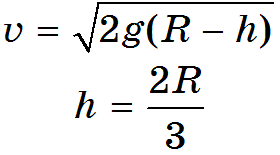 v = √2g(R − h)
h = 2R/3